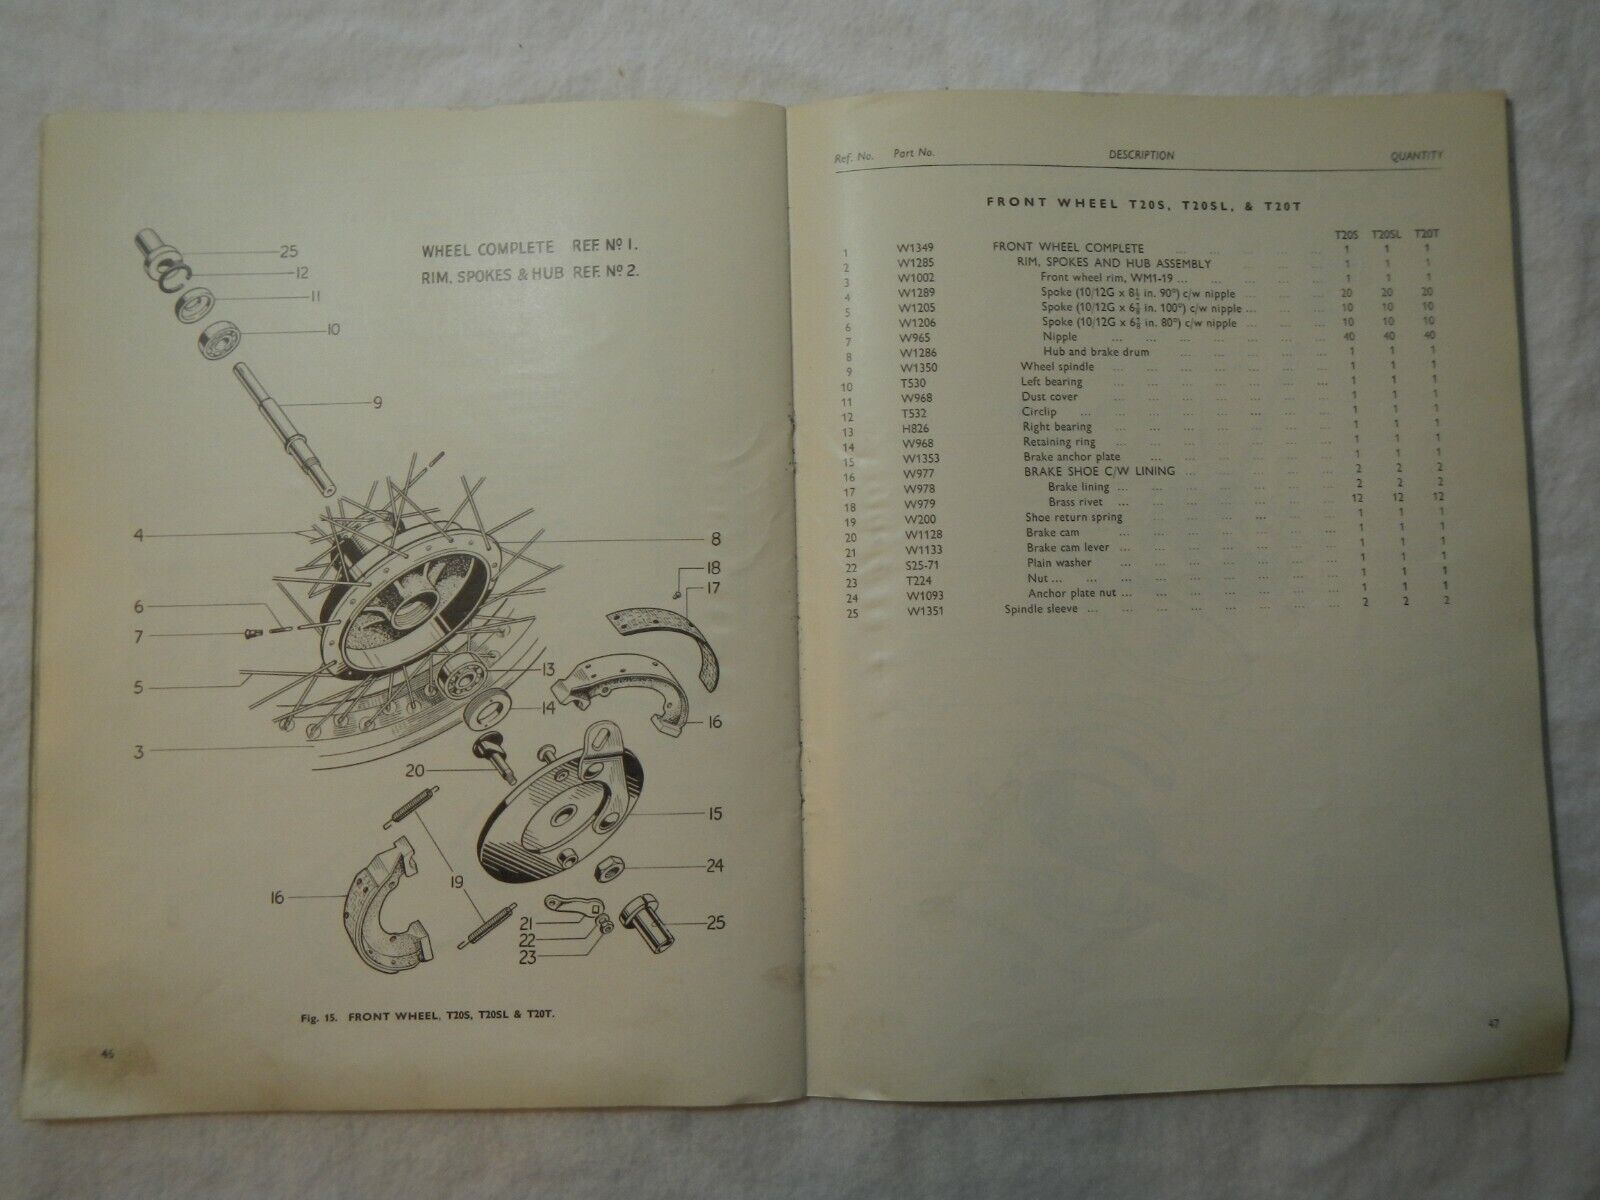 WHEEL COMPLETE REF. Nº 1.
RIM, SPOKES & HUB REF. Nº 2.
25
12
11
10
9
4
8
18
17
6
7
13
5
14
16
3
20
15
24
19
16
21
25
22
23
Fig. 15. FRONT WHEEL, T20S, T20SL & T20T.
46
Ref. No. Part No. DESCRIPTION QUANTITY
FRONT WHEEL T20S, T20SL, & T20T
T20S T20SL T20T
1 W1349 FRONT WHEEL COMPLETE ... 1 1 1
2 W1285 RIM, SPOKES AND HUB ASSEMBLY ... 1 1 1
3 W1002 Front wheel rim, WM1-19 ... 1 1 1
4 W1289 Spoke (10/12G x 8½ in. 90°) c/w nipple ... 20 20 20
5 W1205 Spoke (10/12G x 6⅞ in. 100°) c/w nipple ... 10 10 10
6 W1206 Spoke (10/12G x 6⅞ in. 80°) c/w nipple ... 10 10 10
7 W965 Nipple ... 40 40 40
8 W1286 Hub and brake drum ... 1 1 1
9 W1350 Wheel spindle ... 1 1 1
10 T530 Left bearing ... 1 1 1
11 W968 Dust cover ... 1 1 1
12 T532 Circlip ... 1 1 1
13 H826 Right bearing ... 1 1 1
14 W968 Retaining ring ... 1 1 1
15 W1353 Brake anchor plate ... 1 1 1
16 W977 BRAKE SHOE C/W LINING ... 2 2 2
17 W978 Brake lining ... 2 2 2
18 W979 Brass rivet ... 12 12 12
19 W200 Shoe return spring ... 1 1 1
20 W1128 Brake cam ... 1 1 1
21 W1133 Brake cam lever ... 1 1 1
22 S25-71 Plain washer ... 1 1 1
23 T224 Nut ... 1 1 1
24 W1093 Anchor plate nut ... 1 1 1
25 W1351 Spindle sleeve ... 2 2 2
47